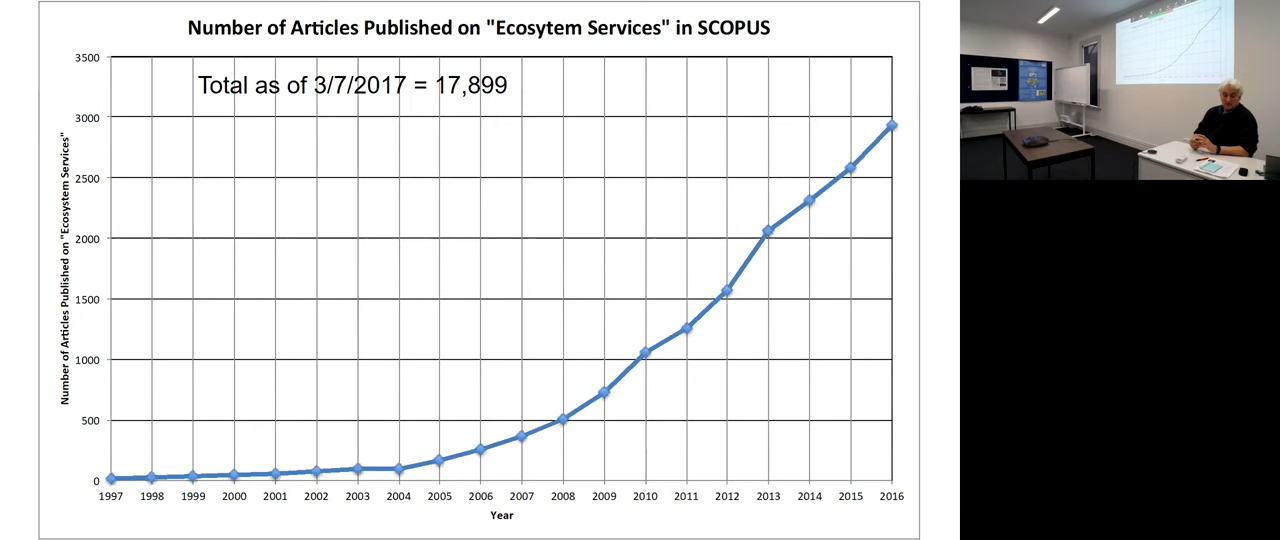 Number of Articles Published on "Ecosytem Services" in SCOPUS
Total as of 3/7/2017 = 17,899
Number of Articles Published on "Ecosystem Services"
3500
3000
2500
2000
1500
1000
500
0
1997 1998 1999 2000 2001 2002 2003 2004 2005 2006 2007 2008 2009 2010 2011 2012 2013 2014 2015 2016
Year